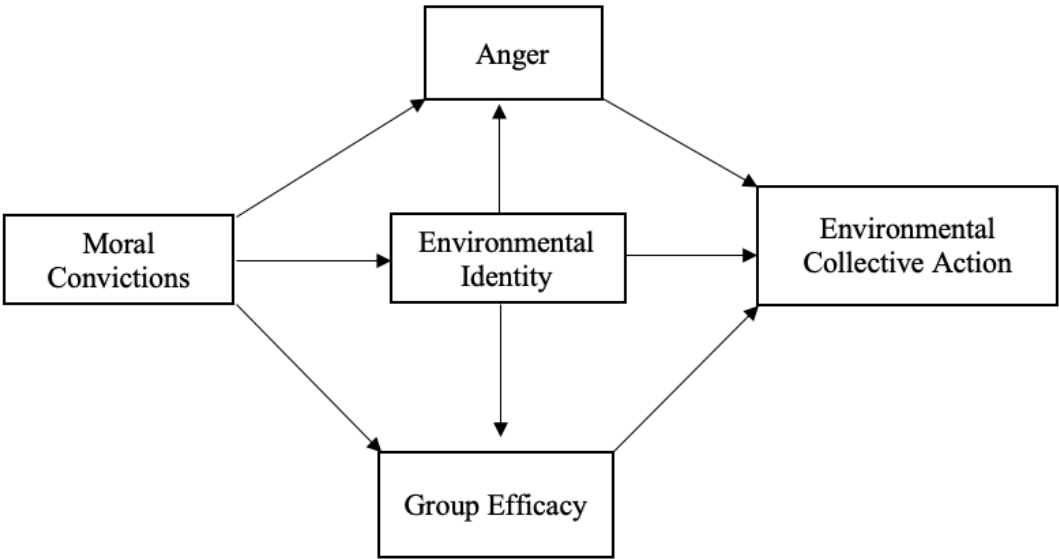 Anger
Moral
Convictions
Environmental
Identity
Environmental
Collective Action
Group Efficacy